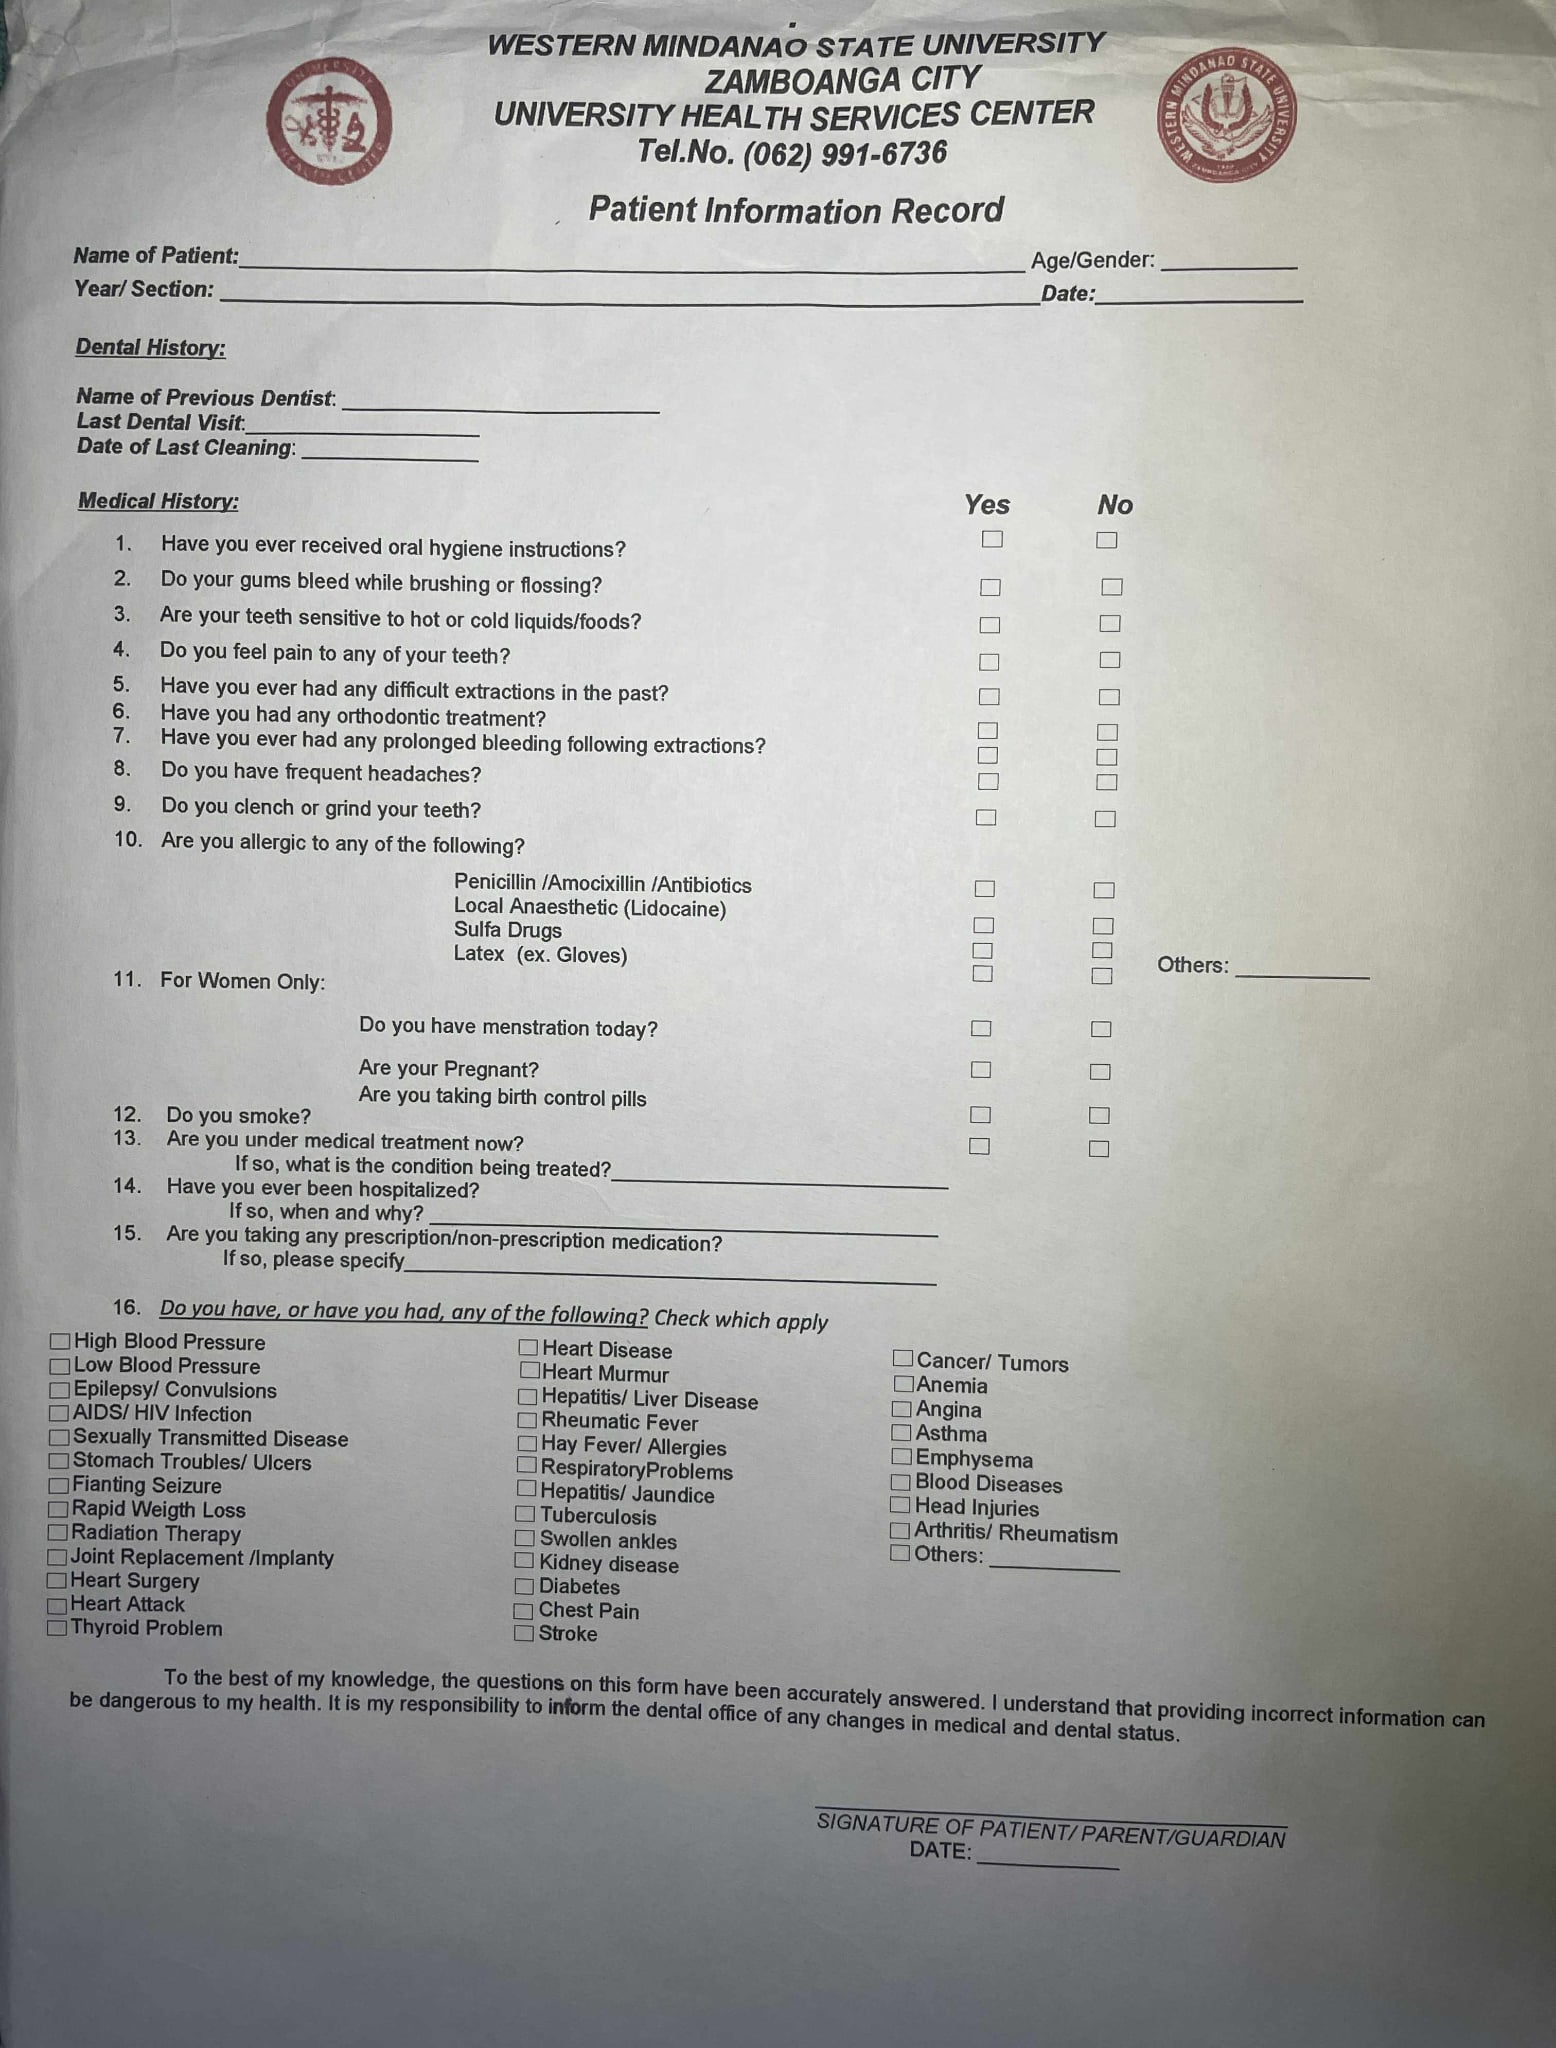 WESTERN MINDANAO STATE UNIVERSITY
ZAMBOANGA CITY
UNIVERSITY HEALTH SERVICES CENTER
Tel.No. (062) 991-6736
UNIVERSITY
HEALTH CENTER
WESTERN MINDANAO STATE UNIVERSITY
ZAMBOANGA CITY
Patient Information Record
Name of Patient: Age/Gender:
Year/ Section: Date:
Dental History:
Name of Previous Dentist:
Last Dental Visit:
Date of Last Cleaning:
Medical History: Yes No
1. Have you ever received oral hygiene instructions?
2. Do your gums bleed while brushing or flossing?
3. Are your teeth sensitive to hot or cold liquids/foods?
4. Do you feel pain to any of your teeth?
5. Have you ever had any difficult extractions in the past?
6. Have you had any orthodontic treatment?
7. Have you ever had any prolonged bleeding following extractions?
8. Do you have frequent headaches?
9. Do you clench or grind your teeth?
10. Are you allergic to any of the following?
Penicillin /Amocixillin /Antibiotics
Local Anaesthetic (Lidocaine)
Sulfa Drugs
Latex (ex. Gloves) Others:
11. For Women Only:
Do you have menstration today?
Are your Pregnant?
Are you taking birth control pills
12. Do you smoke?
13. Are you under medical treatment now?
If so, what is the condition being treated?
14. Have you ever been hospitalized?
If so, when and why?
15. Are you taking any prescription/non-prescription medication?
If so, please specify
16. Do you have, or have you had, any of the following? Check which apply
High Blood Pressure
Low Blood Pressure
Epilepsy/ Convulsions
AIDS/ HIV Infection
Sexually Transmitted Disease
Stomach Troubles/ Ulcers
Fianting Seizure
Rapid Weigth Loss
Radiation Therapy
Joint Replacement /Implanty
Heart Surgery
Heart Attack
Thyroid Problem
Heart Disease
Heart Murmur
Hepatitis/ Liver Disease
Rheumatic Fever
Hay Fever/ Allergies
RespiratoryProblems
Hepatitis/ Jaundice
Tuberculosis
Swollen ankles
Kidney disease
Diabetes
Chest Pain
Stroke
Cancer/ Tumors
Anemia
Angina
Asthma
Emphysema
Blood Diseases
Head Injuries
Arthritis/ Rheumatism
Others:
To the best of my knowledge, the questions on this form have been accurately answered. I understand that providing incorrect information can
be dangerous to my health. It is my responsibility to inform the dental office of any changes in medical and dental status.
SIGNATURE OF PATIENT/ PARENT/GUARDIAN
DATE: